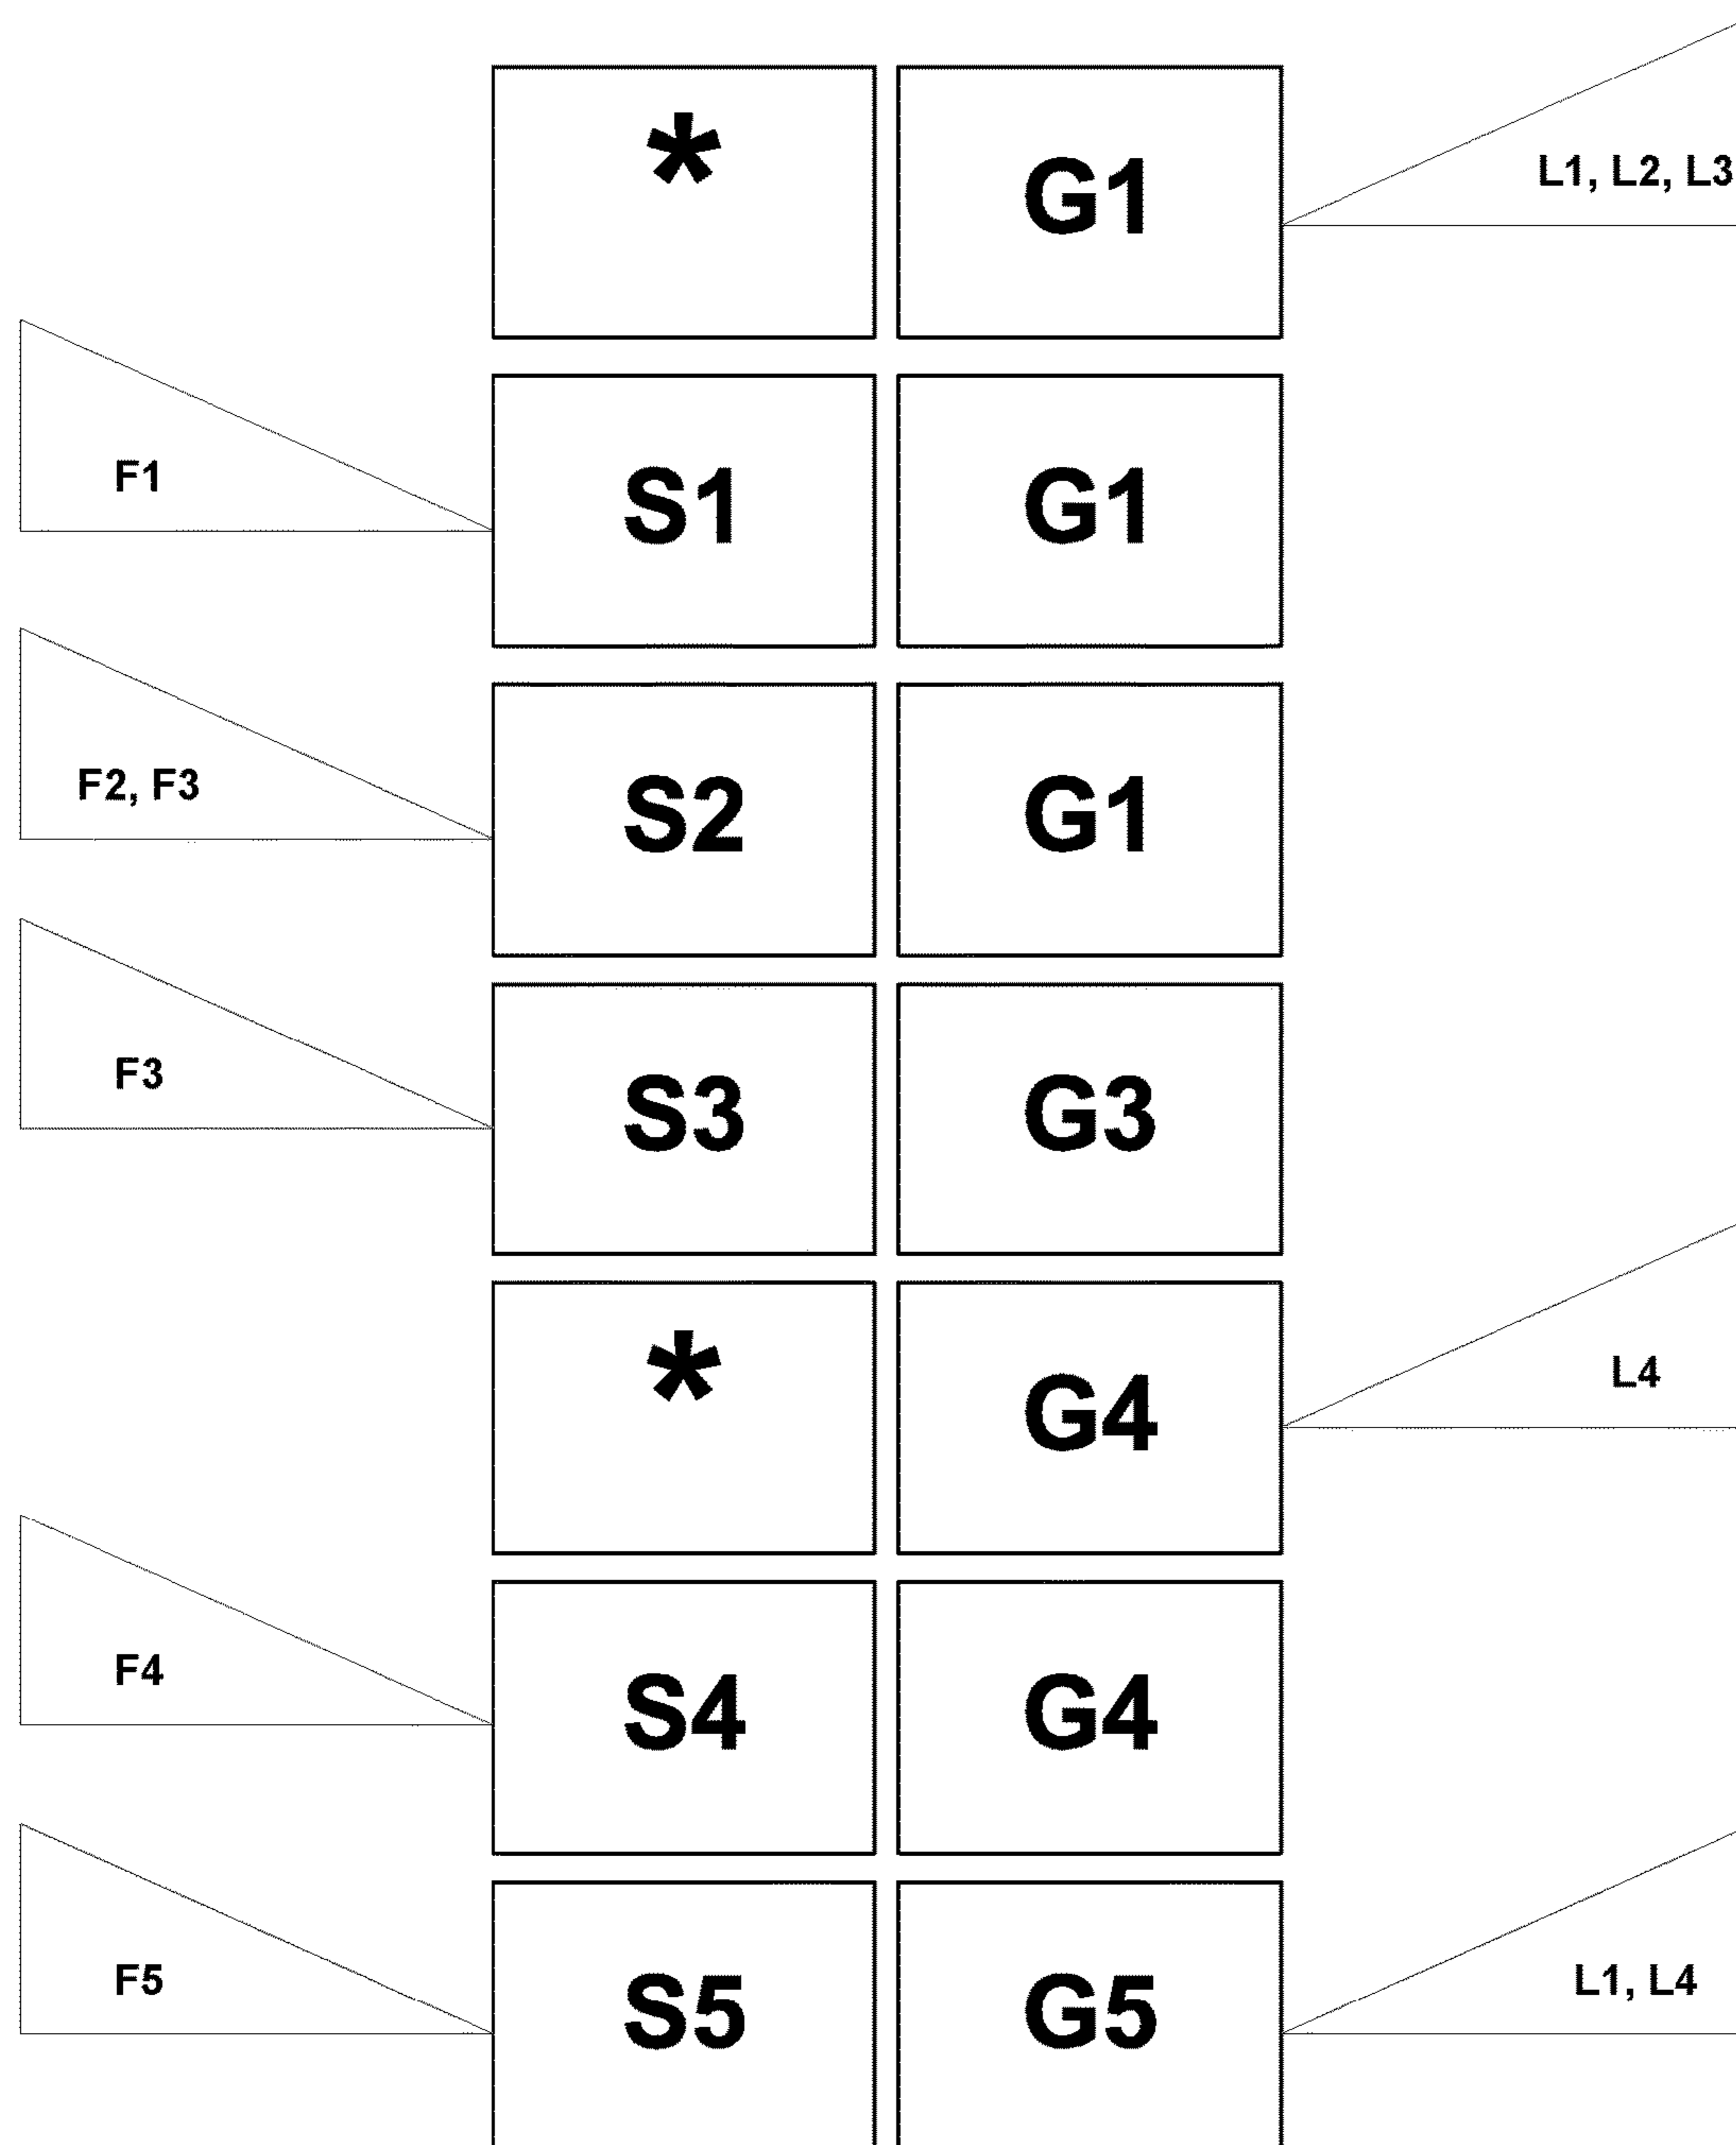 * G1 L1, L2, L3
F1 S1 G1
F2, F3 S2 G1
F3 S3 G3
* G4 L4
F4 S4 G4
F5 S5 G5 L1, L4